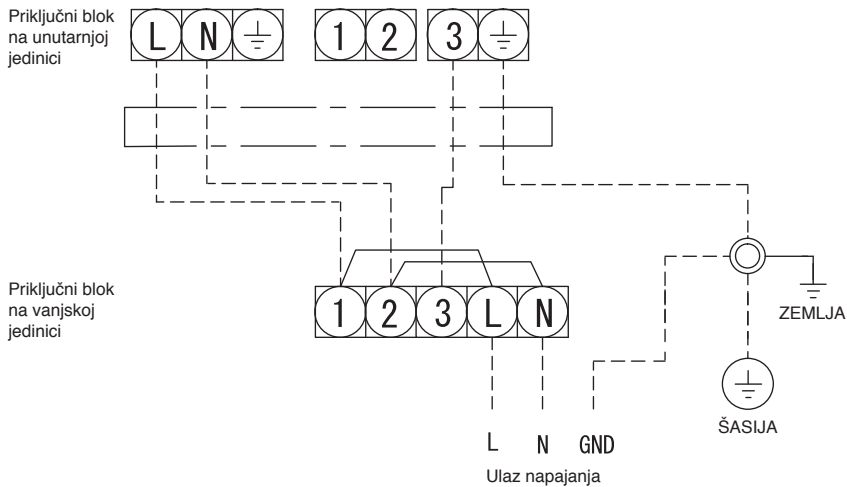 Priključni blok
na unutarnjoj
jedinici
L N 1 2 3
Priključni blok
na vanjskoj
jedinici
1 2 3 L N
ZEMLJA
ŠASIJA
L N GND
Ulaz napajanja